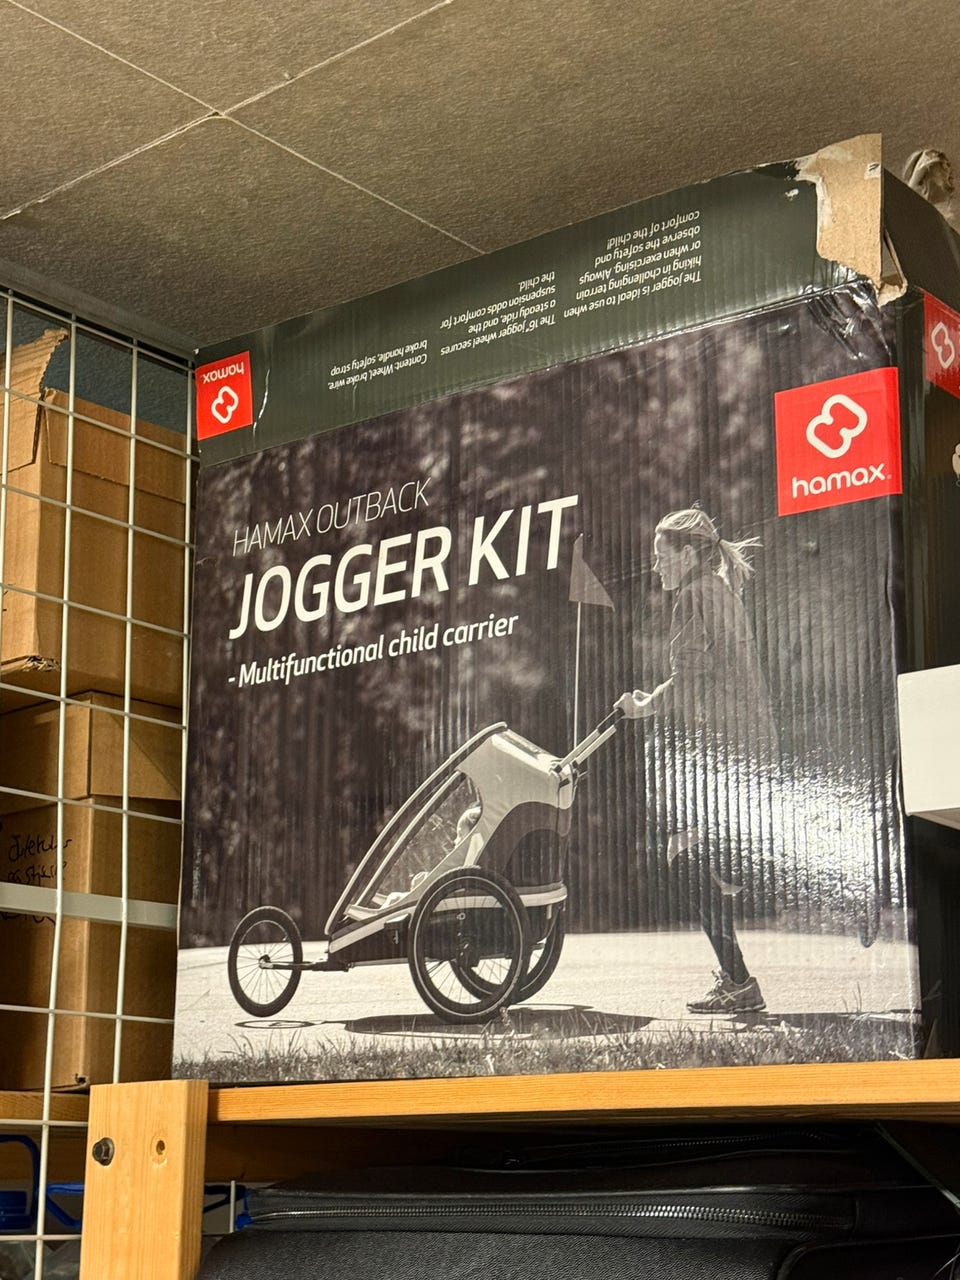 The jogger is ideal to use when
hiking in challenging terrain
or when exercising. Always
observe the safety and
comfort of the child!
The 16" jogger wheel secures
a steady ride, and the
suspension adds comfort for
the child.
Content: Wheel, brake wire,
brake handle, safety strap
hamax
hamax
HAMAX OUTBACK
JOGGER KIT
- Multifunctional child carrier